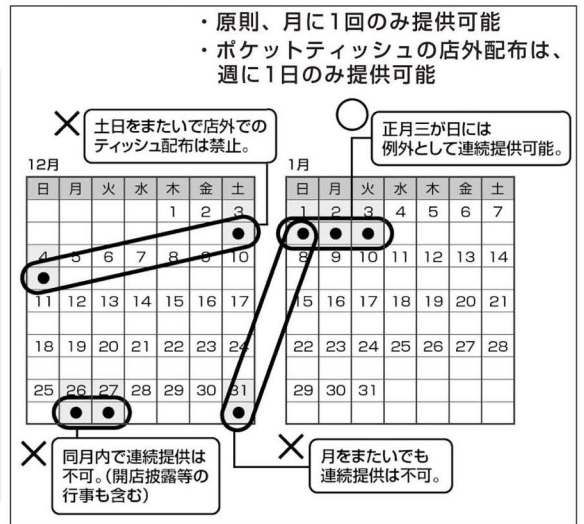 ・原則、月に1回のみ提供可能
・ポケットティッシュの店外配布は、
週に1日のみ提供可能
× 土日をまたいで店外での
ティッシュ配布は禁止。
○ 正月三が日には
例外として連続提供可能。
12月
日 月 火 水 木 金 土
1 2 3
4 5 6 7 8 9 10
11 12 13 14 15 16 17
18 19 20 21 22 23 24
25 26 27 28 29 30 31
1月
日 月 火 水 木 金 土
1 2 3 4 5 6 7
8 9 10 11 12 13 14
15 16 17 18 19 20 21
22 23 24 25 26 27 28
29 30 31
× 同月内で連続提供は
不可。(開店披露等の
行事も含む)
× 月をまたいでも
連続提供は不可。